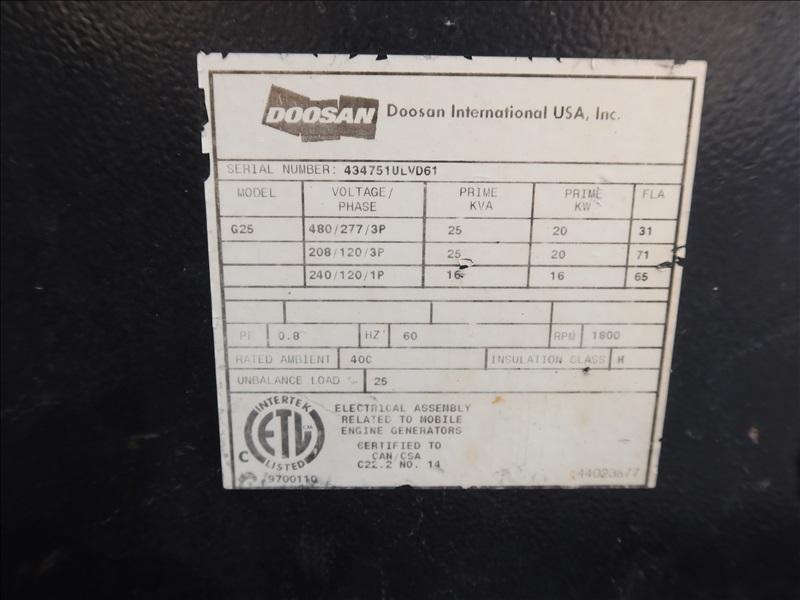 DOOSAN Doosan International USA, Inc.
SERIAL NUMBER: 434751ULVD61
MODEL VOLTAGE/ PHASE PRIME KVA PRIME KW FLA
G25 480/277/3P 25 20 31
208/120/3P 25 20 71
240/120/1P 16 16 65
PF 0.8 HZ 60 RPM 1800
RATED AMBIENT 40C INSULATION CLASS H
UNBALANCE LOAD % 25
INTERTEK
ETL CM
C
LISTED
9700110
ELECTRICAL ASSEMBLY
RELATED TO MOBILE
ENGINE GENERATORS
CERTIFIED TO
CAN/CSA
C22.2 NO. 14